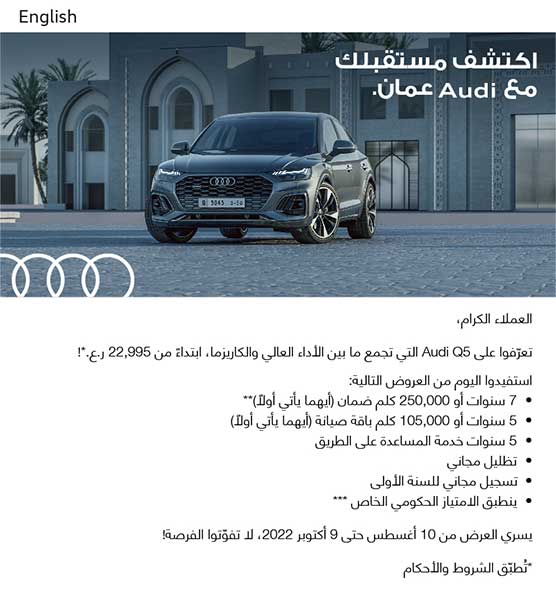 English
اكتشف مستقبلك
مع Audi عمان.
العملاء الكرام،
تعرّفوا على Audi Q5 التي تجمع ما بين الأداء العالي والكاريزما، ابتداءً من 22,995 ر.ع.*!
استفيدوا اليوم من العروض التالية:
• 7 سنوات أو 250,000 كلم ضمان (أيهما يأتي أولاً)**
• 5 سنوات أو 105,000 كلم باقة صيانة (أيهما يأتي أولاً)
• 5 سنوات خدمة المساعدة على الطريق
• تظليل مجاني
• تسجيل مجاني للسنة الأولى
• ينطبق الامتياز الحكومي الخاص ***
يسري العرض من 10 أغسطس حتى 9 أكتوبر 2022، لا تفوّتوا الفرصة!
*تُطبّق الشروط والأحكام